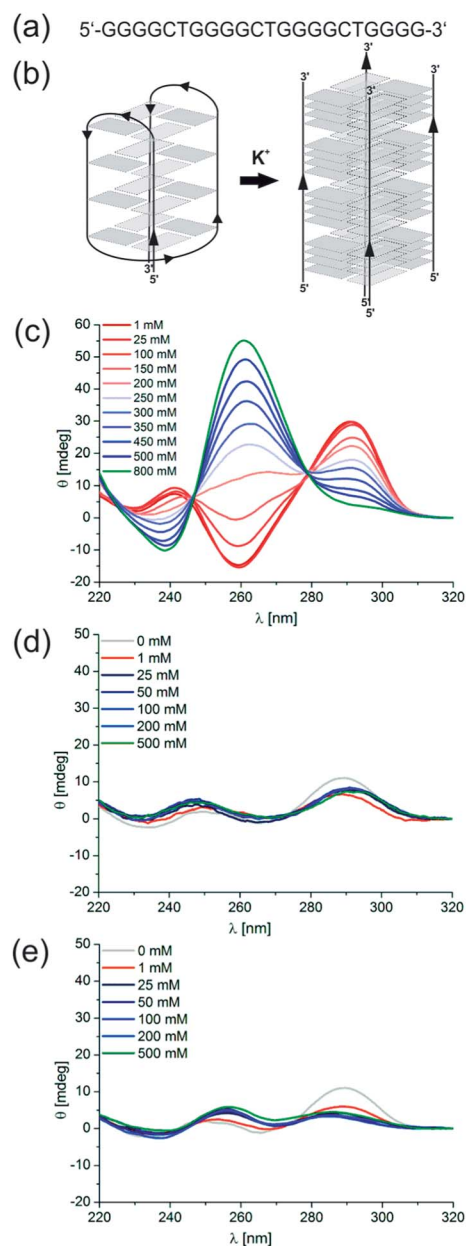 (a) 5'-GGGGCTGGGGCTGGGGCTGGGG-3'
(b)
3'
3'
3'
3'
K+
3'
5'
5'
5'
5'
5'
(c)
60
50
40
30
20
10
0
-10
-20
θ [mdeg]
1 mM
25 mM
100 mM
150 mM
200 mM
250 mM
300 mM
350 mM
450 mM
500 mM
800 mM
220 240 260 280 300 320
λ [nm]
(d)
50
40
30
20
10
0
-10
-20
θ [mdeg]
0 mM
1 mM
25 mM
50 mM
100 mM
200 mM
500 mM
220 240 260 280 300 320
λ [nm]
(e)
50
40
30
20
10
0
-10
-20
θ [mdeg]
0 mM
1 mM
25 mM
50 mM
100 mM
200 mM
500 mM
220 240 260 280 300 320
λ [nm]